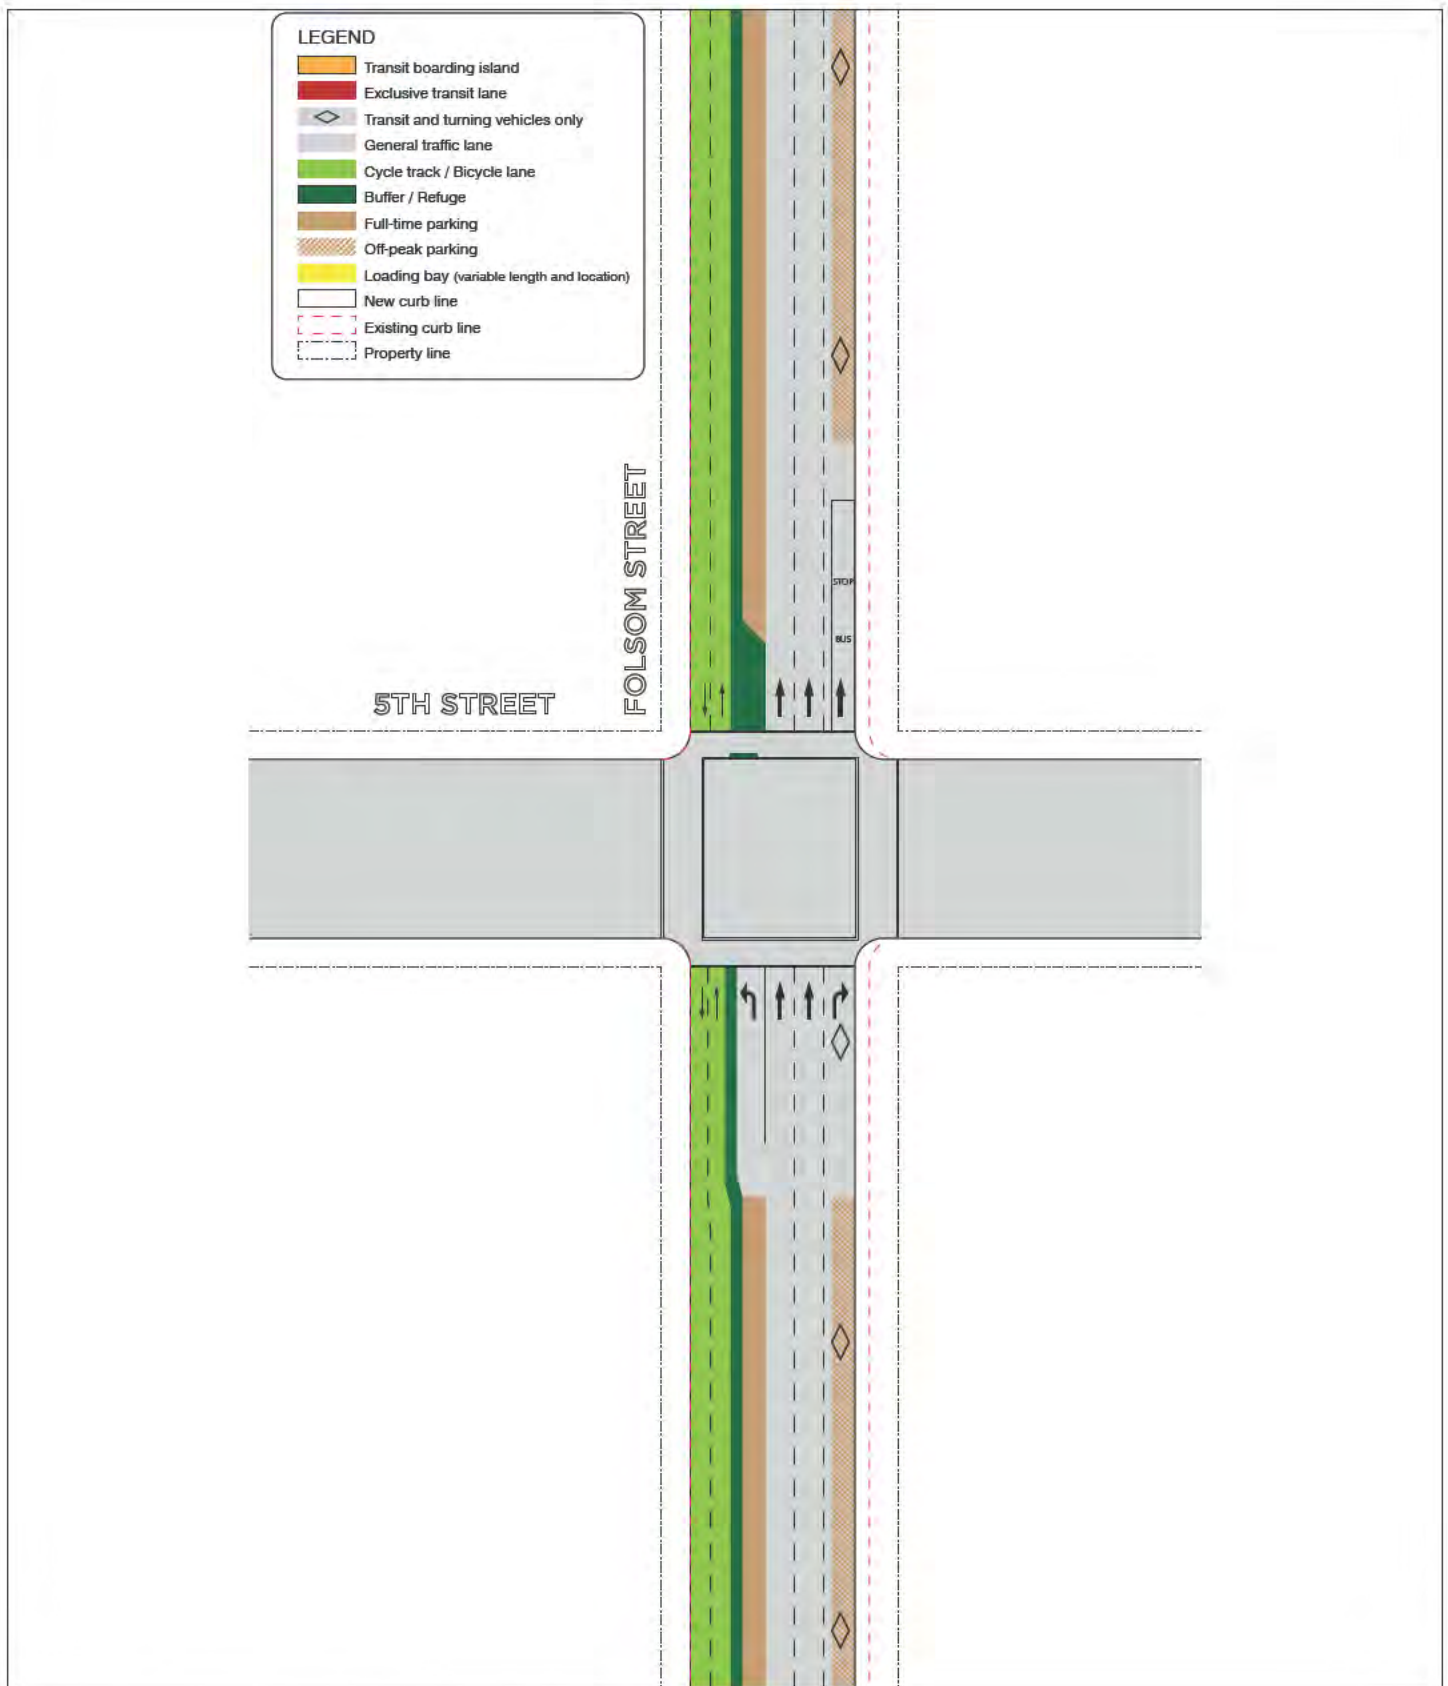 LEGEND
Transit boarding island
Exclusive transit lane
Transit and turning vehicles only
General traffic lane
Cycle track / Bicycle lane
Buffer / Refuge
Full-time parking
Off-peak parking
Loading bay (variable length and location)
New curb line
Existing curb line
Property line
FOLSOM STREET
5TH STREET
STOP
BUS